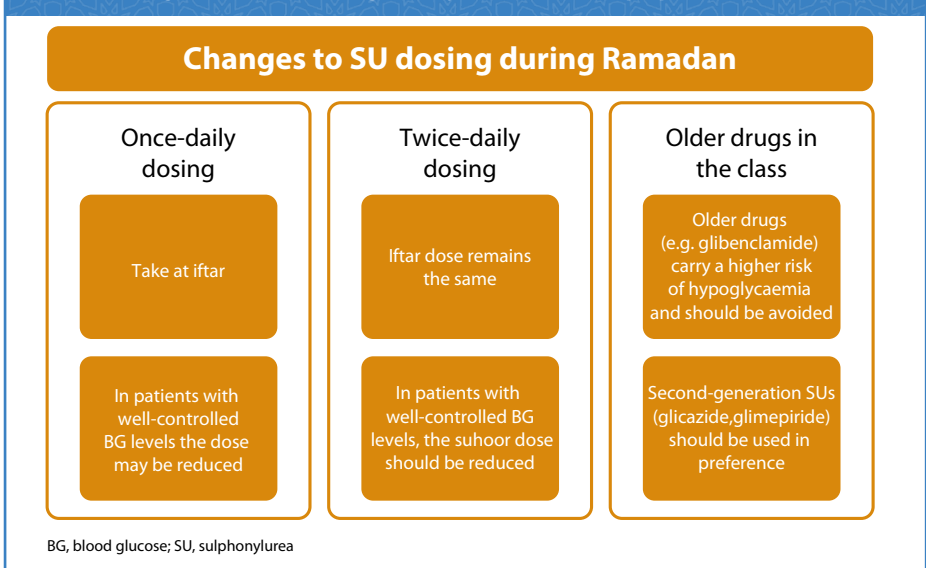 Changes to SU dosing during Ramadan
Once-daily
dosing
Take at iftar
In patients with
well-controlled
BG levels the dose
may be reduced
Twice-daily
dosing
Iftar dose remains
the same
In patients with
well-controlled BG
levels, the suhoor dose
should be reduced
Older drugs in
the class
Older drugs
(e.g. glibenclamide)
carry a higher risk
of hypoglycaemia
and should be avoided
Second-generation SUs
(glicazide,glimepiride)
should be used in
preference
BG, blood glucose; SU, sulphonylurea